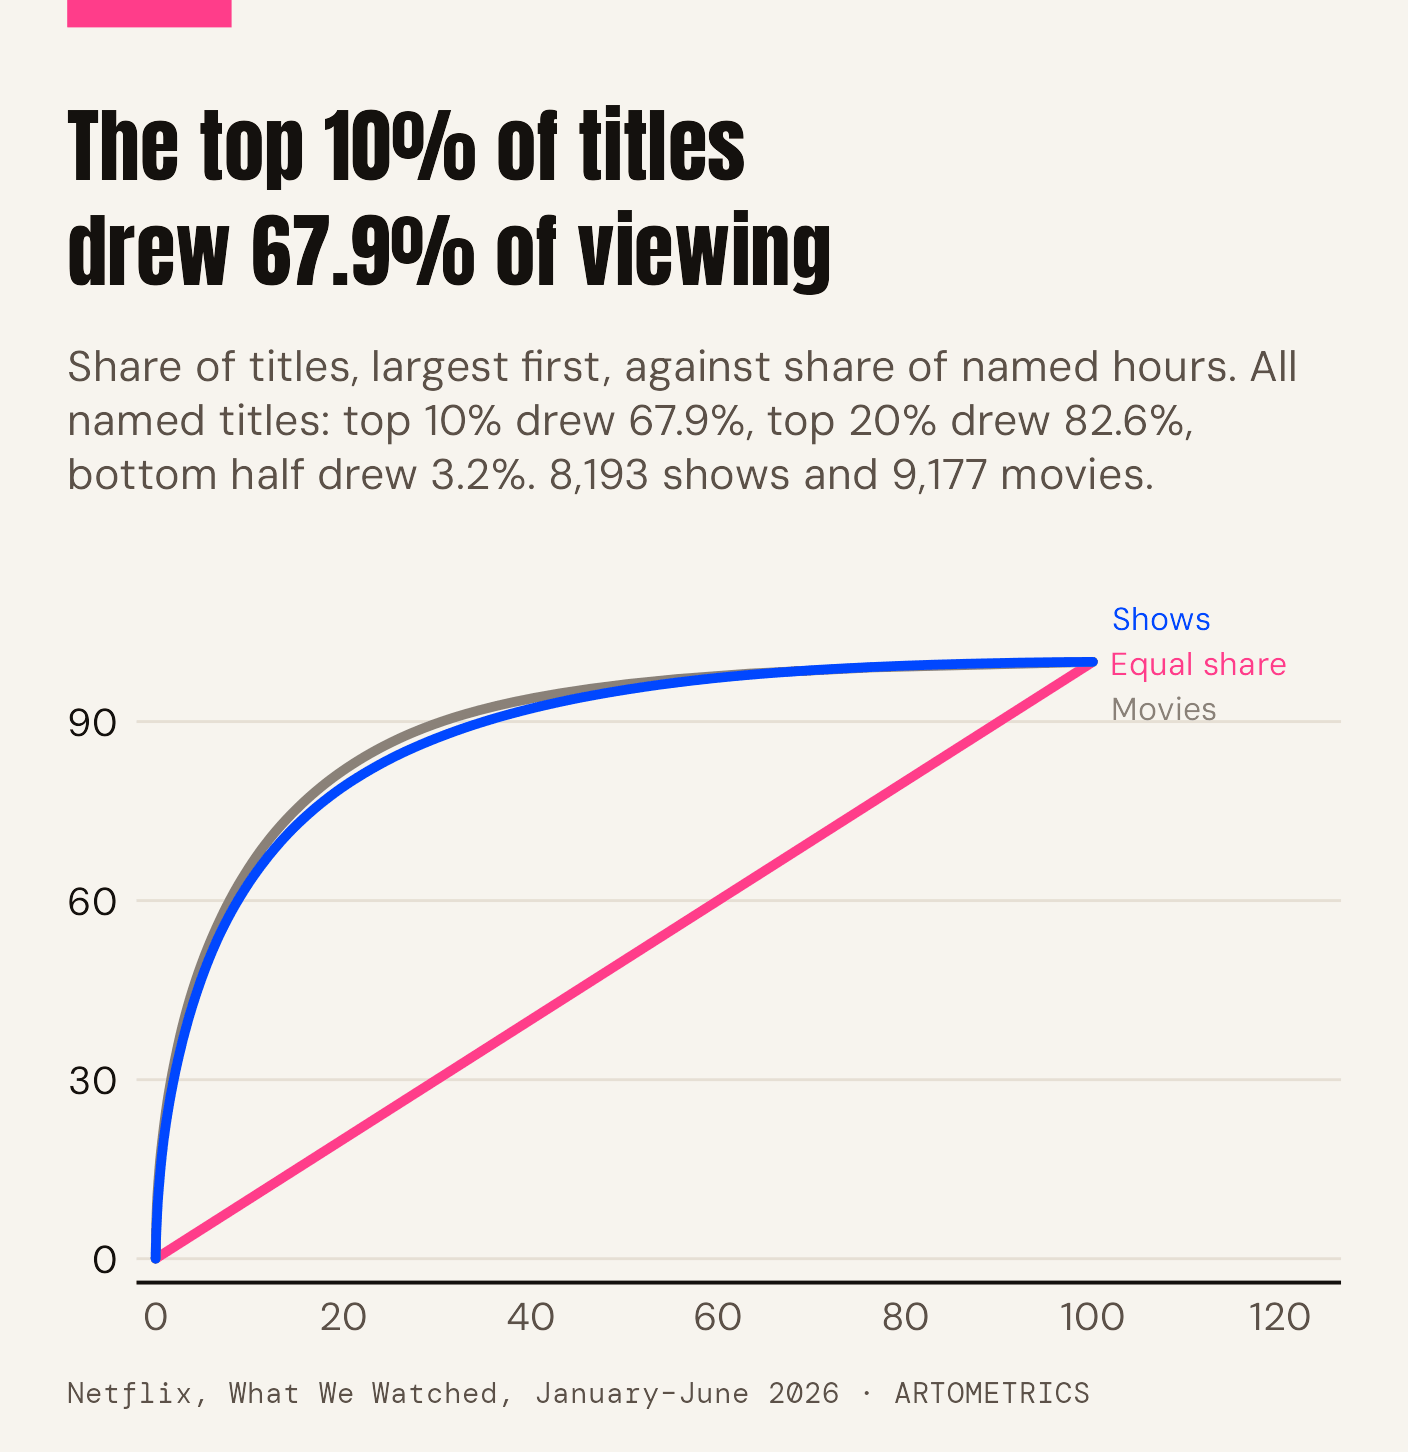 The top 10% of titles
drew 67.9% of viewing
Share of titles, largest first, against share of named hours. All
named titles: top 10% drew 67.9%, top 20% drew 82.6%,
bottom half drew 3.2%. 8,193 shows and 9,177 movies.
Shows
Equal share
Movies
90
60
30
0
0 20 40 60 80 100 120
Netflix, What We Watched, January-June 2026 · ARTOMETRICS